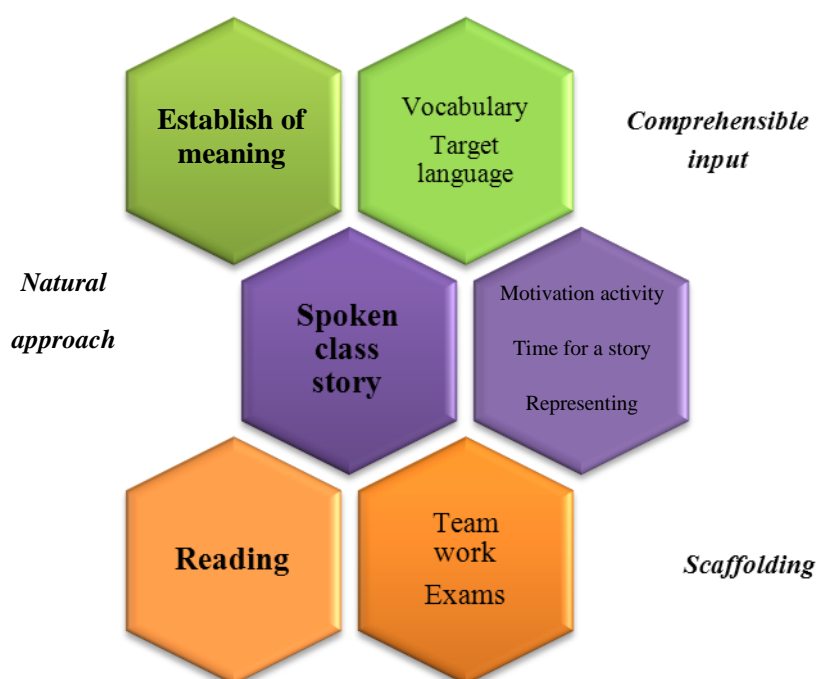 Establish of
meaning
Vocabulary
Target
language
Comprehensible
input
Natural
approach
Spoken
class
story
Motivation activity
Time for a story
Representing
Reading
Team
work
Exams
Scaffolding